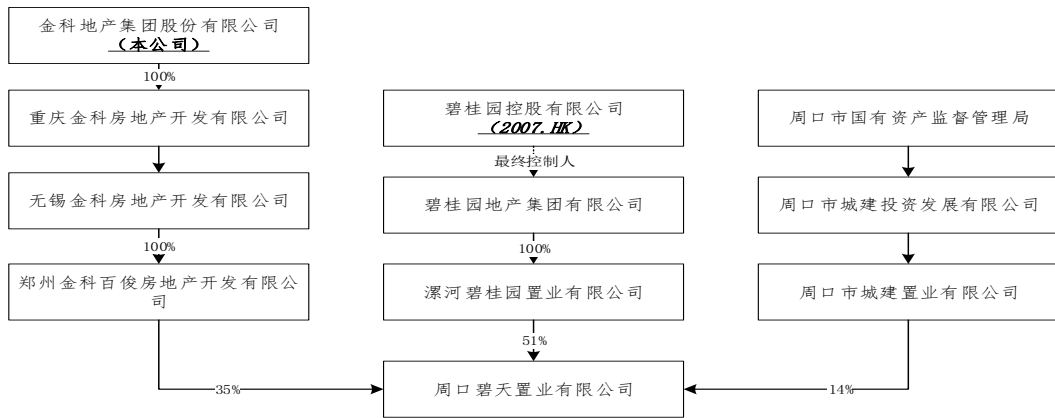 金科地产集团股份有限公司
（本公司）
100%
重庆金科房地产开发有限公司
无锡金科房地产开发有限公司
100%
郑州金科百俊房地产开发有限公
司
碧桂园控股有限公司
（2007.HK）
最终控制人
碧桂园地产集团有限公司
100%
漯河碧桂园置业有限公司
51%
周口市国有资产监督管理局
周口市城建投资发展有限公司
周口市城建置业有限公司
35%
周口碧天置业有限公司
14%